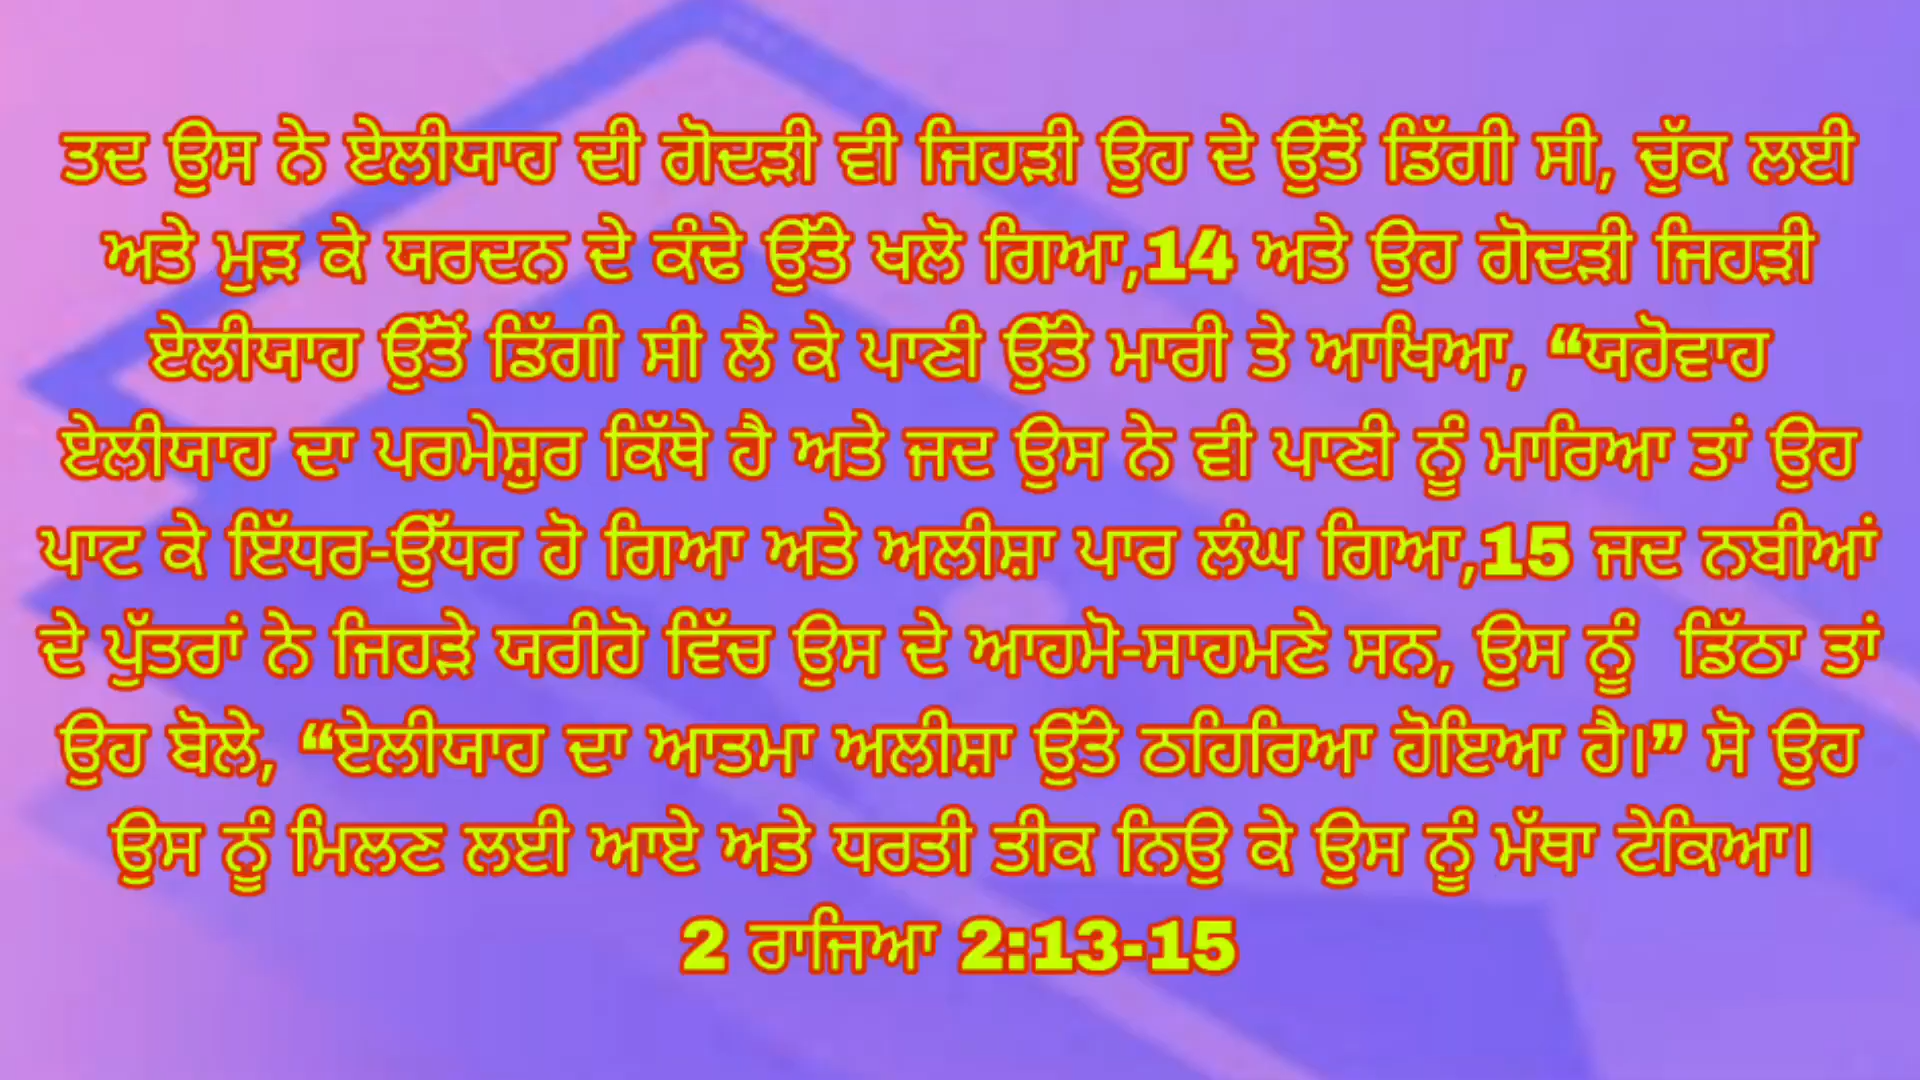 ਤਦ ਉਸ ਨੇ ਏਲੀਯਾਹ ਦੀ ਗੋਦੜੀ ਵੀ ਜਿਹੜੀ ਉਹ ਦੇ ਉੱਤੋਂ ਡਿੱਗੀ ਸੀ, ਚੁੱਕ ਲਈ
ਅਤੇ ਮੁੜ ਕੇ ਯਰਦਨ ਦੇ ਕੰਢੇ ਉੱਤੇ ਖਲੋ ਗਿਆ,14 ਅਤੇ ਉਹ ਗੋਦੜੀ ਜਿਹੜੀ
ਏਲੀਯਾਹ ਉੱਤੋਂ ਡਿੱਗੀ ਸੀ ਲੈ ਕੇ ਪਾਣੀ ਉੱਤੇ ਮਾਰੀ ਤੇ ਆਖਿਆ, “ਯਹੋਵਾਹ
ਏਲੀਯਾਹ ਦਾ ਪਰਮੇਸ਼ੁਰ ਕਿੱਥੇ ਹੈ ਅਤੇ ਜਦ ਉਸ ਨੇ ਵੀ ਪਾਣੀ ਨੂੰ ਮਾਰਿਆ ਤਾਂ ਉਹ
ਪਾਟ ਕੇ ਇੱਧਰ-ਉੱਧਰ ਹੋ ਗਿਆ ਅਤੇ ਅਲੀਸ਼ਾ ਪਾਰ ਲੰਘ ਗਿਆ,15 ਜਦ ਨਬੀਆਂ
ਦੇ ਪੁੱਤਰਾਂ ਨੇ ਜਿਹੜੇ ਯਰੀਹੋ ਵਿੱਚ ਉਸ ਦੇ ਆਹਮੋ-ਸਾਹਮਣੇ ਸਨ, ਉਸ ਨੂੰ  ਡਿੱਠਾ ਤਾਂ
ਉਹ ਬੋਲੇ, “ਏਲੀਯਾਹ ਦਾ ਆਤਮਾ ਅਲੀਸ਼ਾ ਉੱਤੇ ਠਹਿਰਿਆ ਹੋਇਆ ਹੈ।” ਸੋ ਉਹ
ਉਸ ਨੂੰ ਮਿਲਣ ਲਈ ਆਏ ਅਤੇ ਧਰਤੀ ਤੀਕ ਨਿਉ ਕੇ ਉਸ ਨੂੰ ਮੱਥਾ ਟੇਕਿਆ।
2 ਰਾਜਿਆ 2:13-15